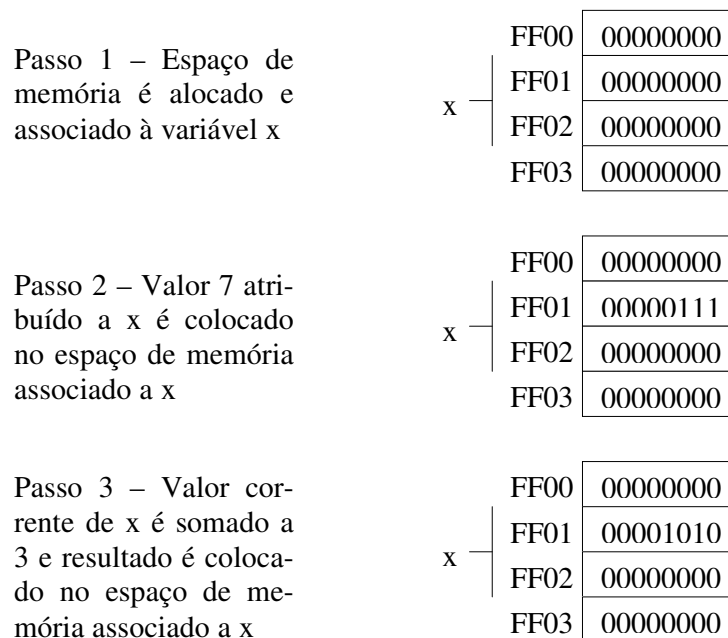 Passo 1 – Espaço de
memória é alocado e
associado à variável x
x
FF00 00000000
FF01 00000000
FF02 00000000
FF03 00000000
Passo 2 – Valor 7 atri-
buído a x é colocado
no espaço de memória
associado a x
x
FF00 00000000
FF01 00000111
FF02 00000000
FF03 00000000
Passo 3 – Valor cor-
rente de x é somado a
3 e resultado é coloca-
do no espaço de me-
mória associado a x
x
FF00 00000000
FF01 00001010
FF02 00000000
FF03 00000000